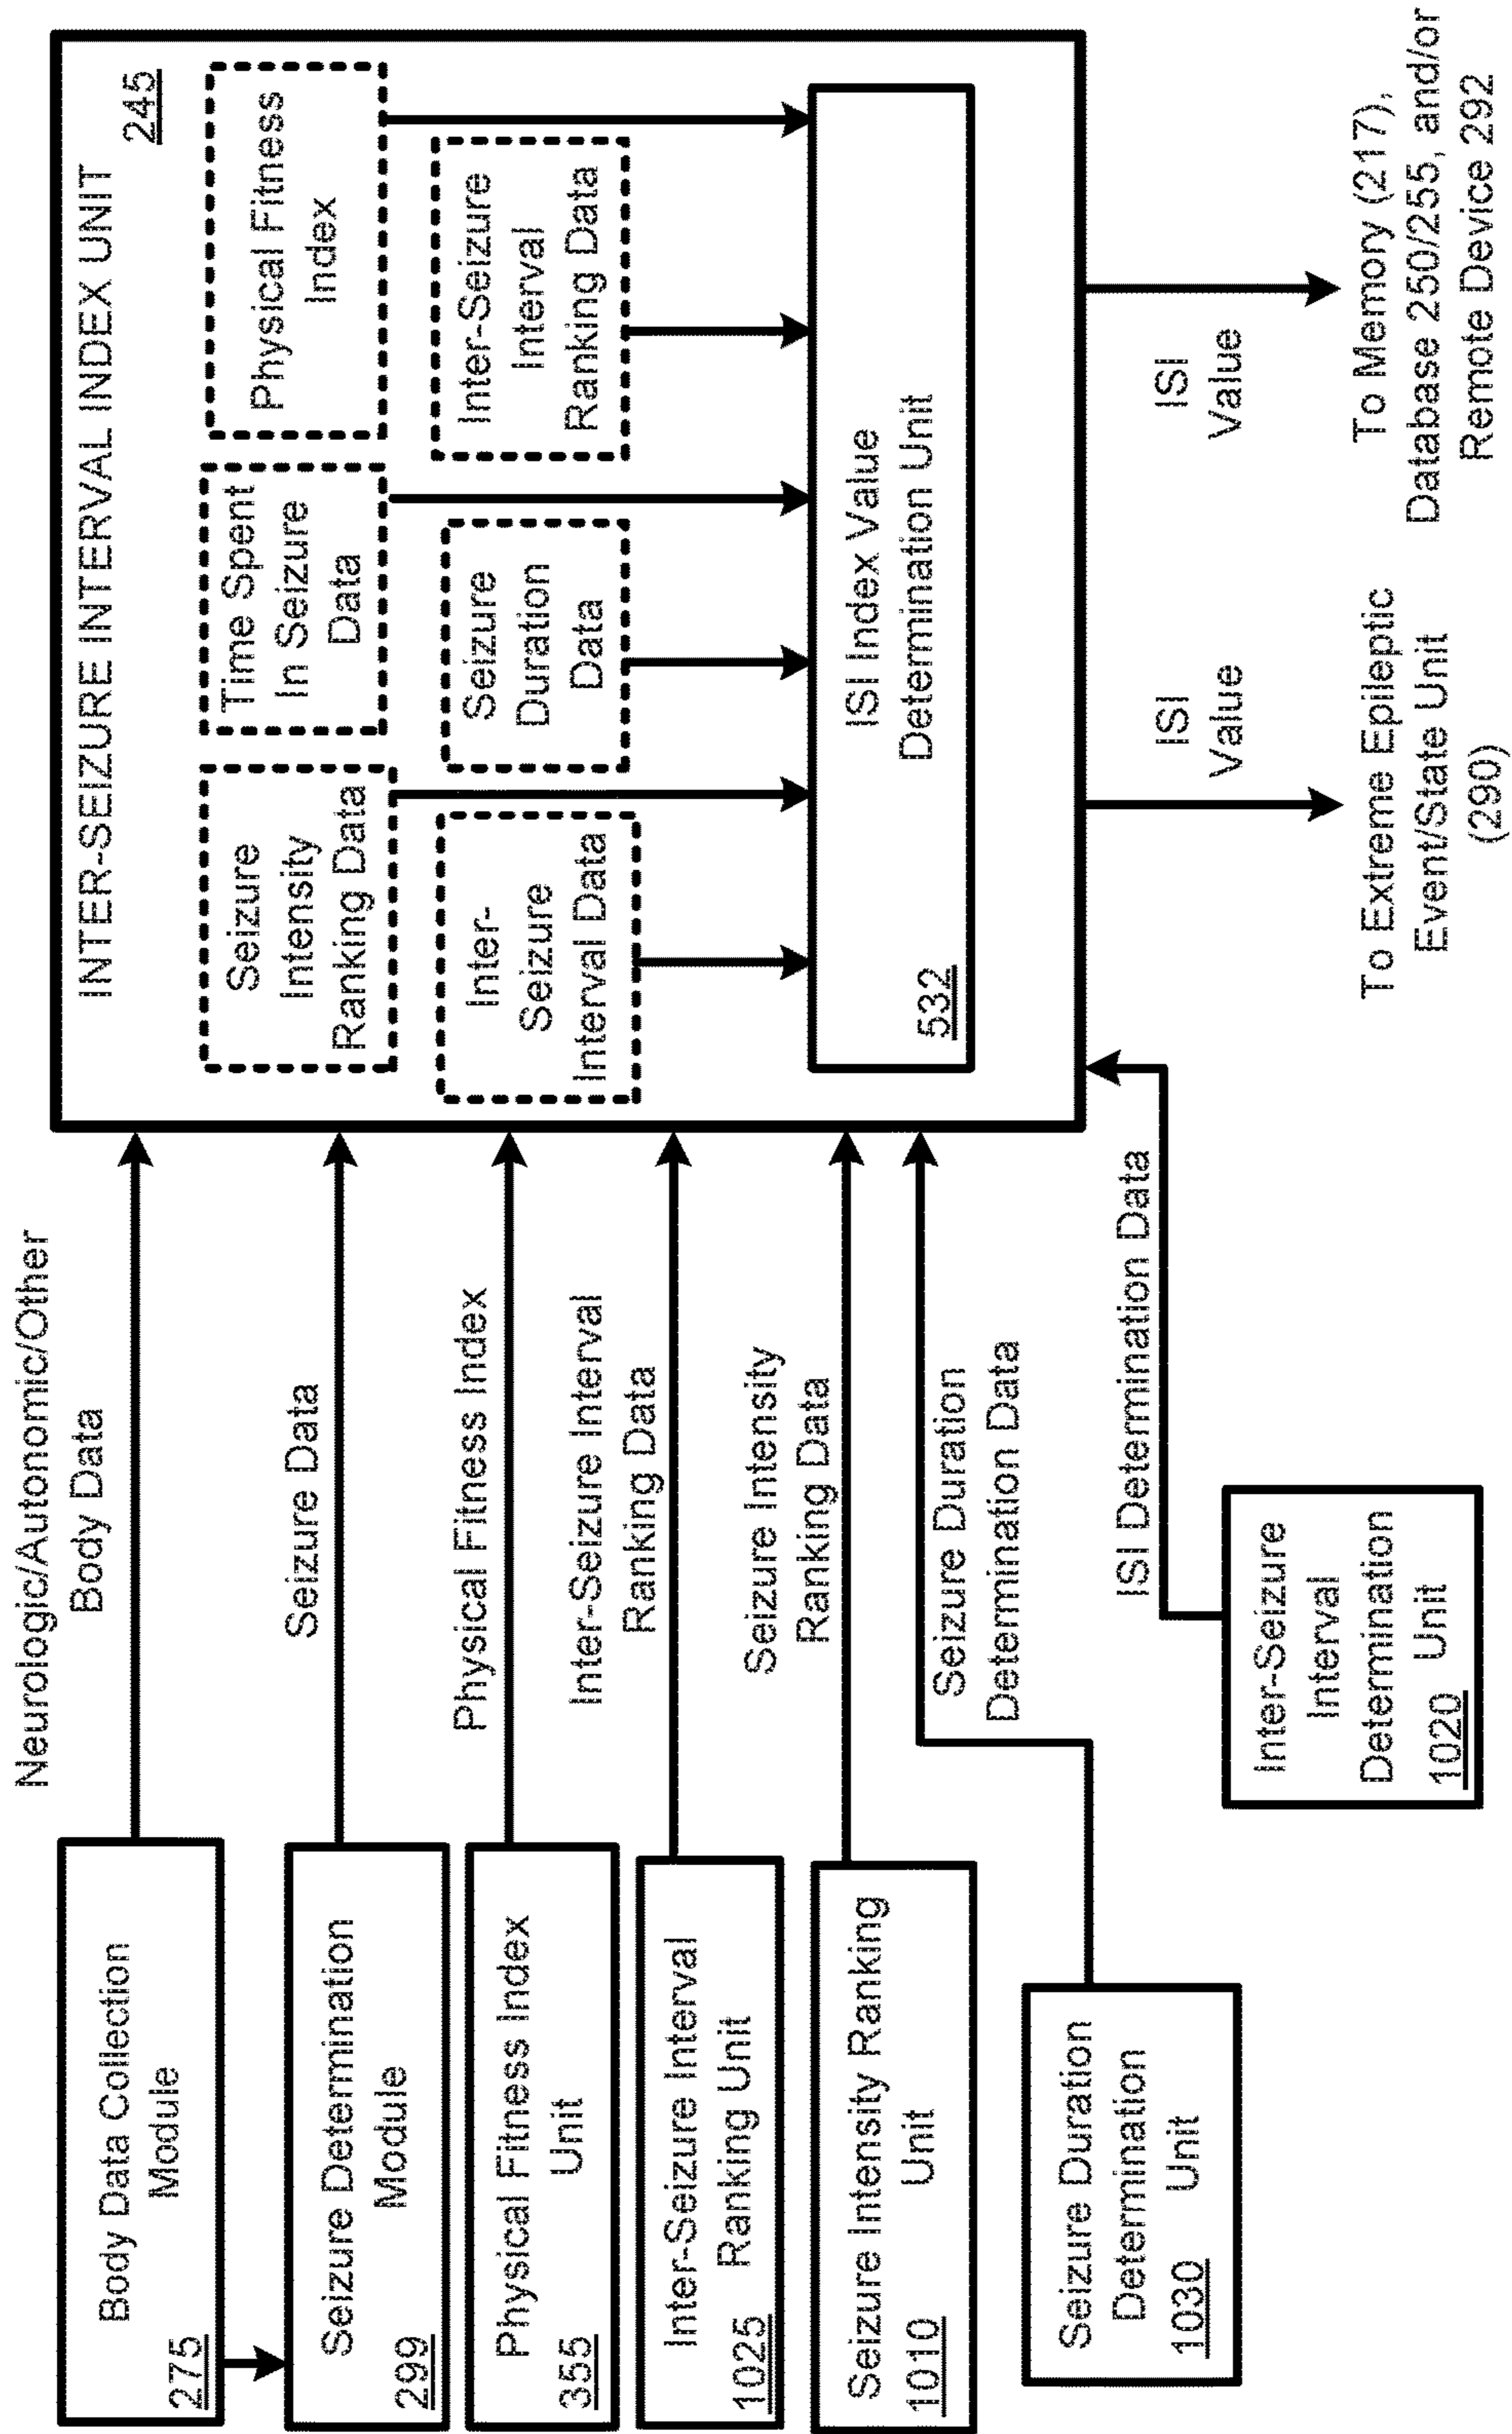 Body Data Collection
Module
275
Seizure Determination
Module
299
Physical Fitness Index
Unit
355
Inter-Seizure Interval
Ranking Unit
1025
Seizure Intensity Ranking
Unit
1010
Seizure Duration
Determination
Unit
1030
Inter-Seizure
Interval
Determination
Unit
1020
Neurologic/Autonomic/Other
Body Data
Seizure Data
Physical Fitness Index
Inter-Seizure Interval
Ranking Data
Seizure Intensity
Ranking Data
Seizure Duration
Determination Data
ISI Determination Data
INTER-SEIZURE INTERVAL INDEX UNIT
245
Seizure
Intensity
Ranking Data
Time Spent
In Seizure
Data
Physical Fitness
Index
Inter-
Seizure
Interval Data
Seizure
Duration
Data
Inter-Seizure
Interval
Ranking Data
ISI Index Value
Determination Unit
532
ISI
Value
ISI
Value
To Extreme Epileptic
Event/State Unit
(290)
To Memory (217),
Database 250/255, and/or
Remote Device 292